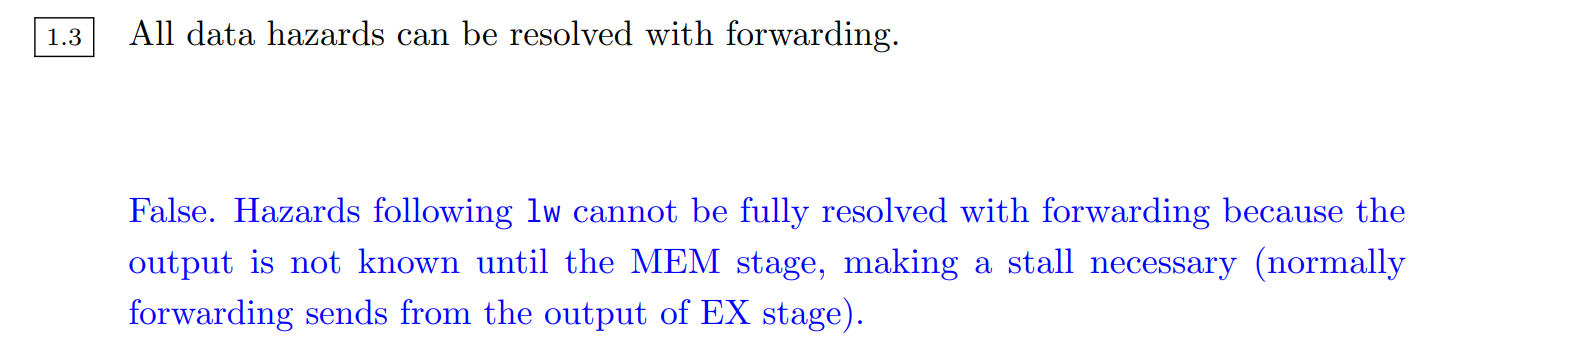 1.3 All data hazards can be resolved with forwarding.
False. Hazards following lw cannot be fully resolved with forwarding because the
output is not known until the MEM stage, making a stall necessary (normally
forwarding sends from the output of EX stage).